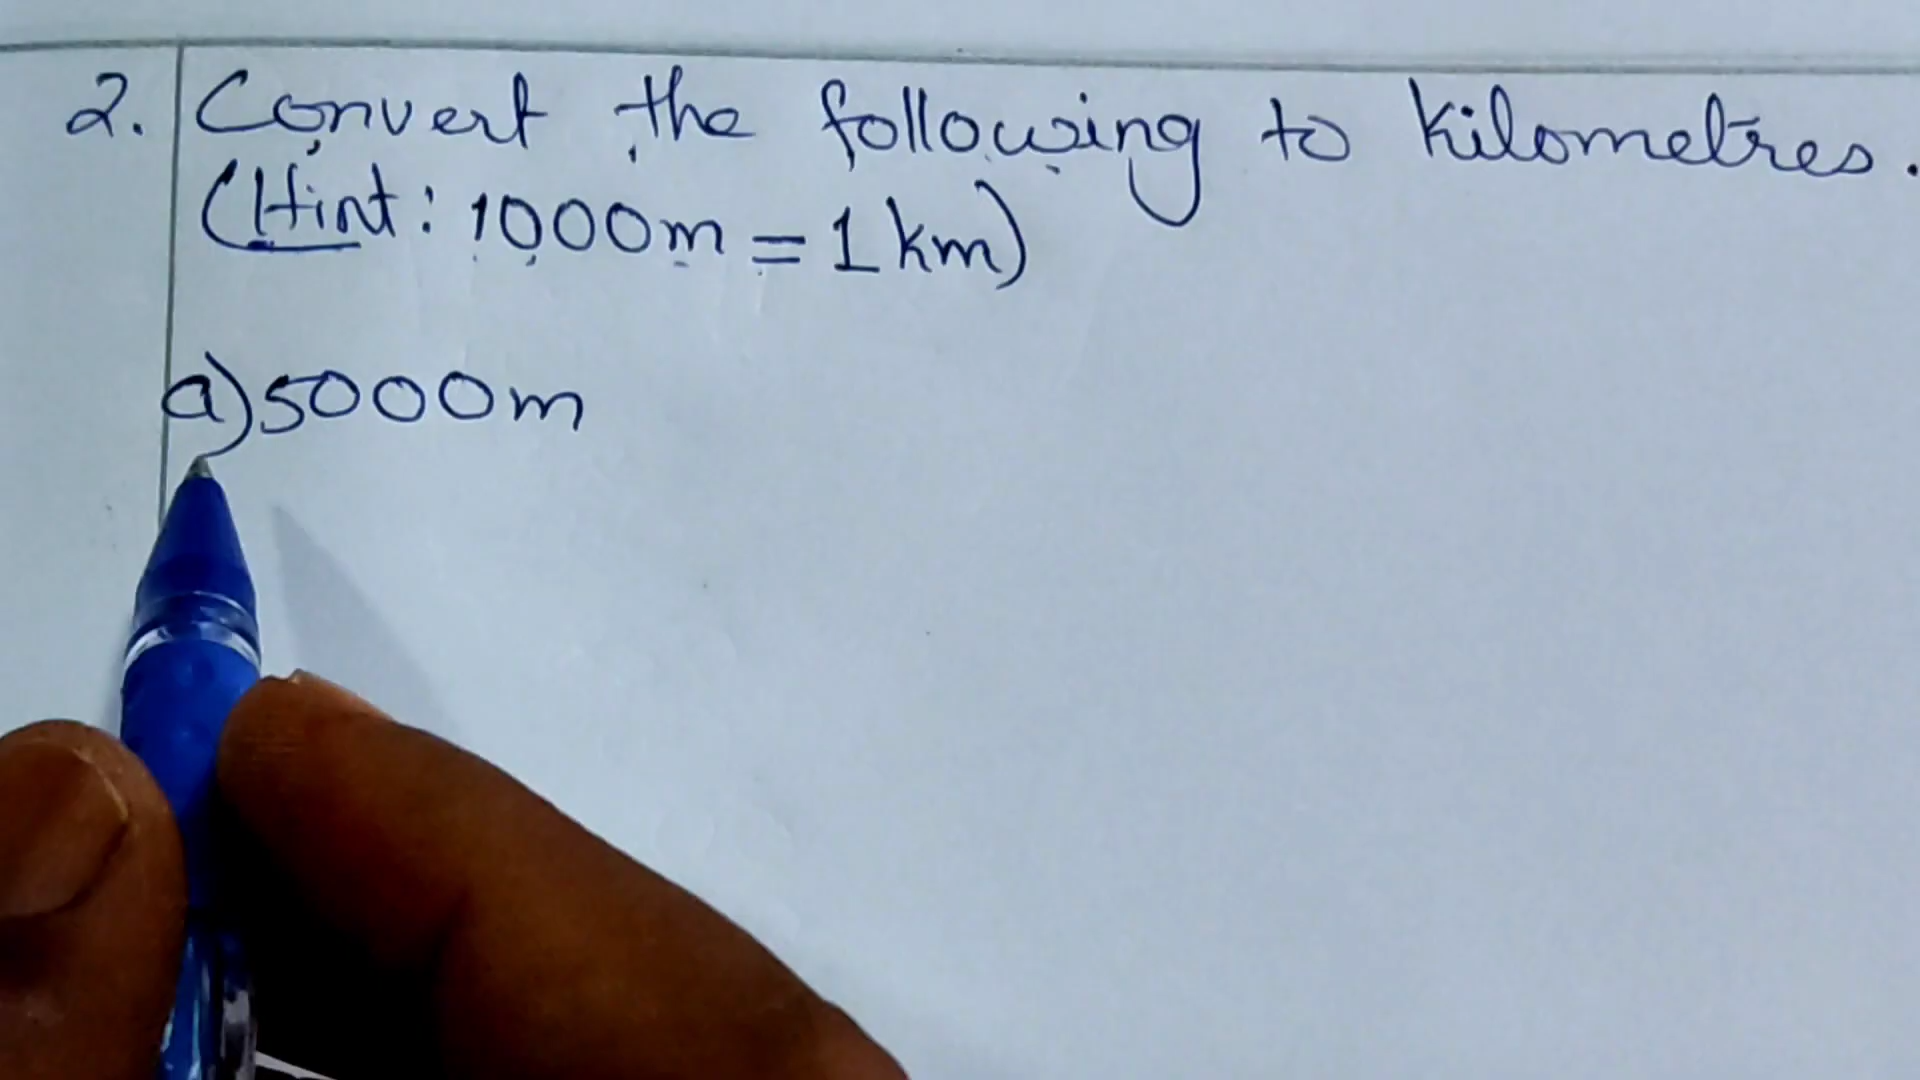 2. Convert the following to kilometres.
(Hint: 1000m = 1 km)
a) 5000m